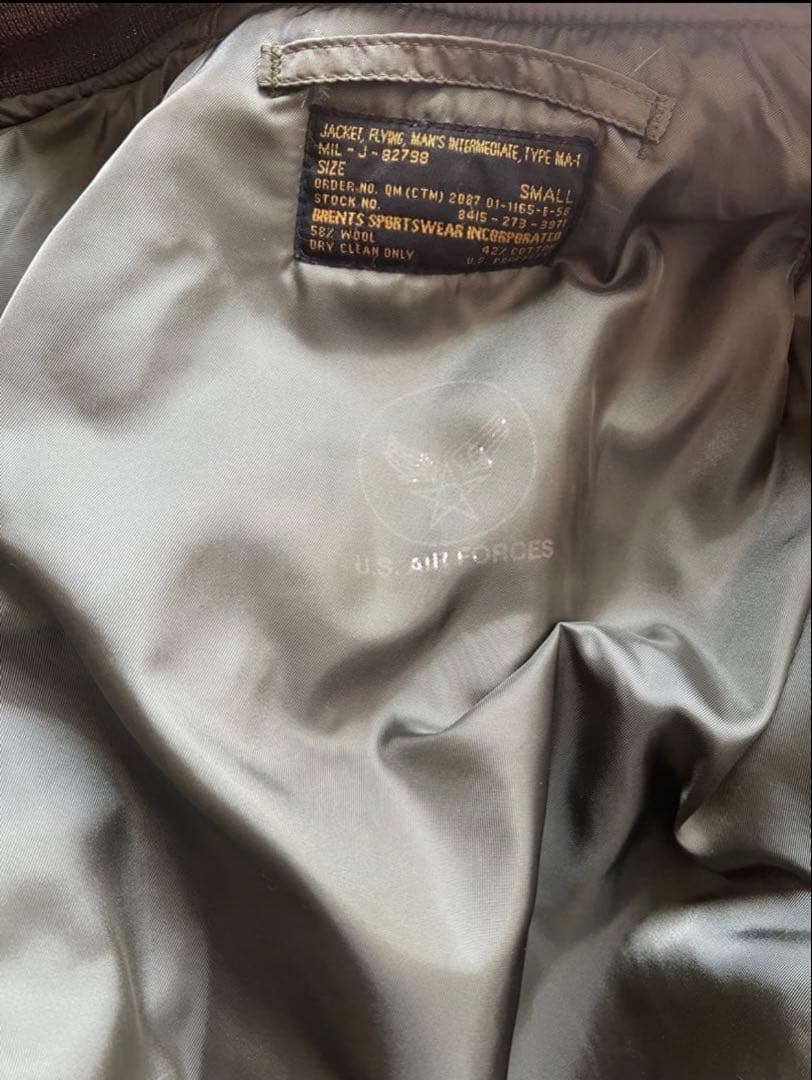 JACKET, FLYING, MAN'S INTERMEDIATE, TYPE MA-1
MIL-J-82798
SIZE SMALL
ORDER NO. QM (CTM) 2087 01-1165-E-58
STOCK NO. 8415-273-397
BRENTS SPORTSWEAR INCORPORATED
58% WOOL 42% COTTON
DRY CLEAN ONLY U.S.
U.S. AIR FORCES